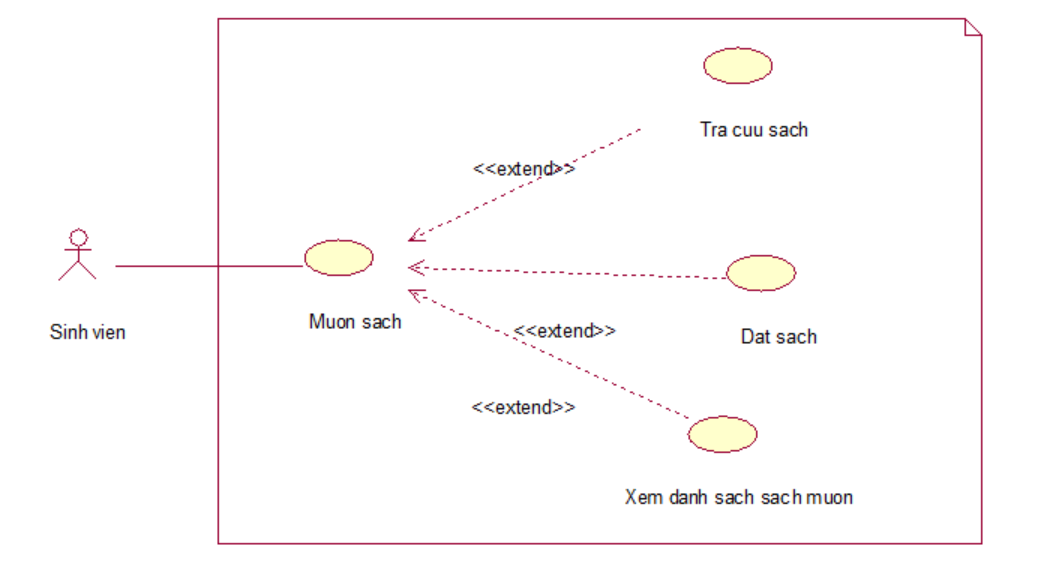 Tra cuu sach
<<extend>>
Sinh vien
Muon sach
<<extend>>
Dat sach
<<extend>>
Xem danh sach sach muon